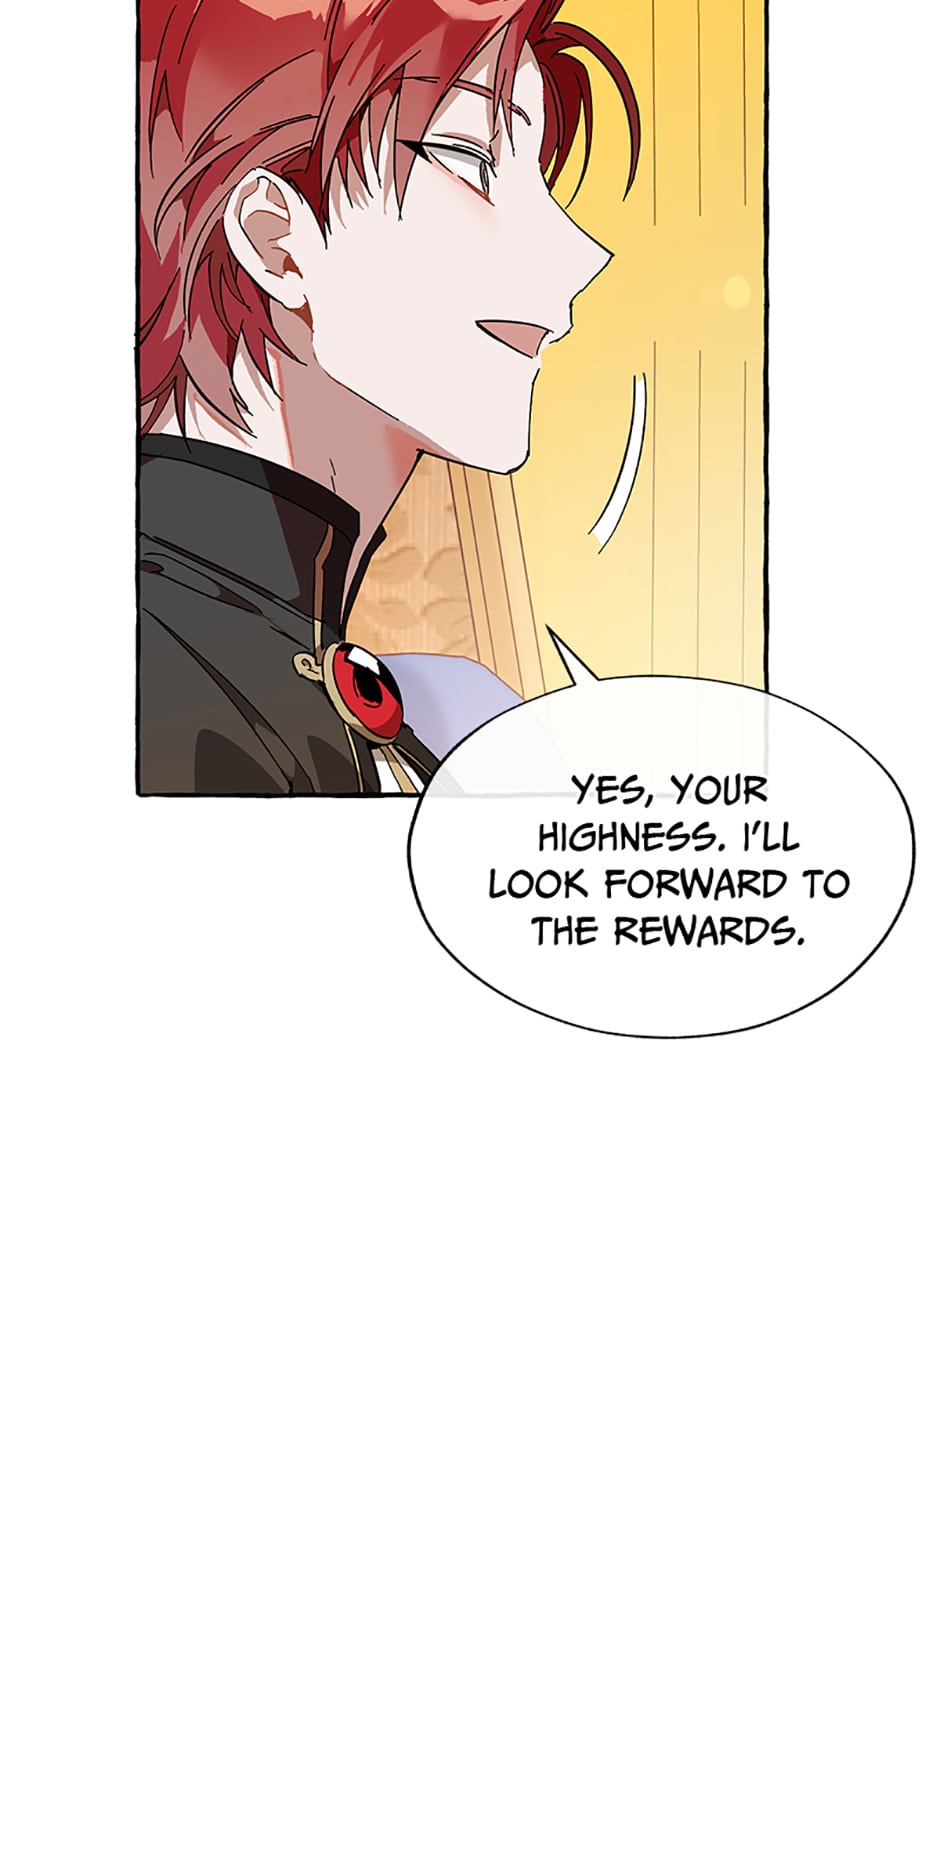 YES, YOUR
HIGHNESS. I'LL
LOOK FORWARD TO
THE REWARDS.